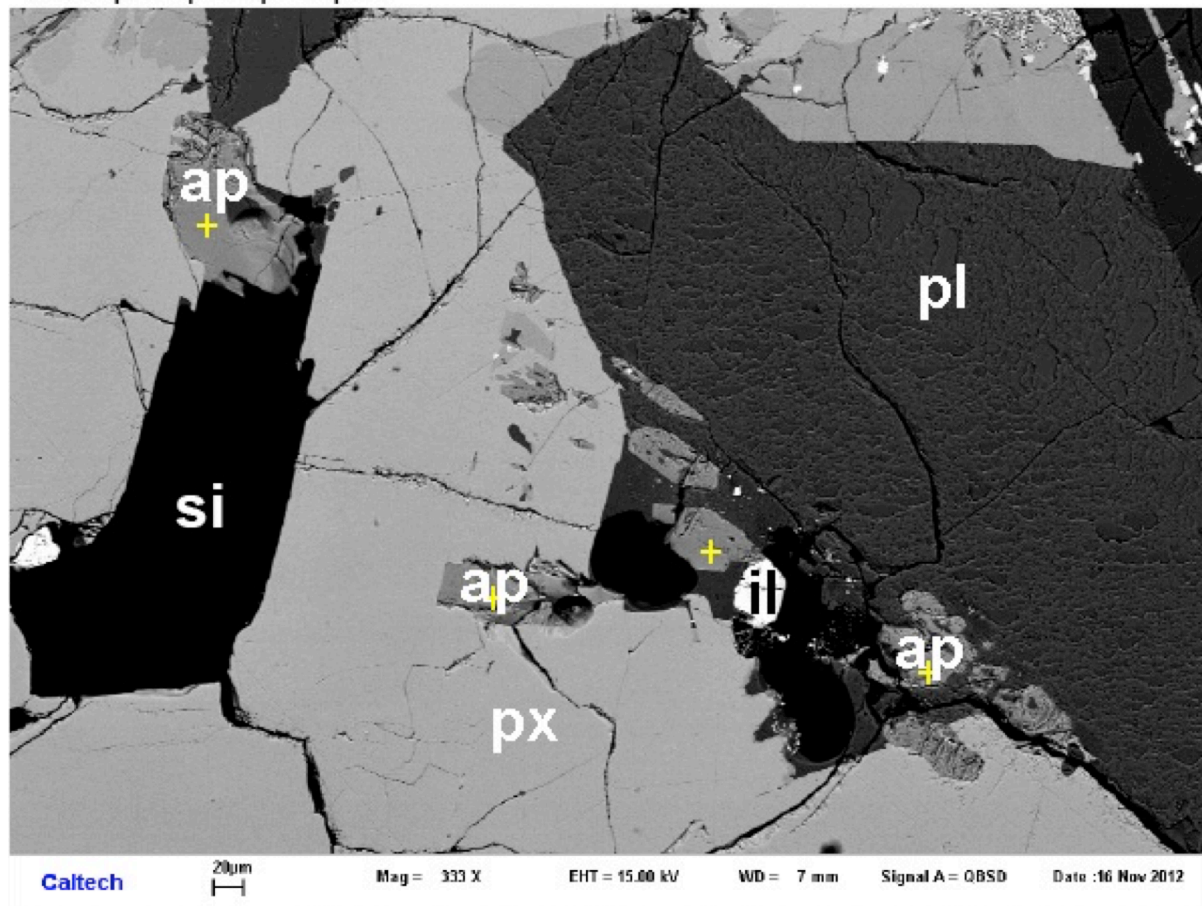 ap
pl
si
ap
il
ap
px
Caltech
20µm
Mag = 333 X
EHT = 15.00 kV
WD = 7 mm
Signal A = QBSD
Date :16 Nov 2012